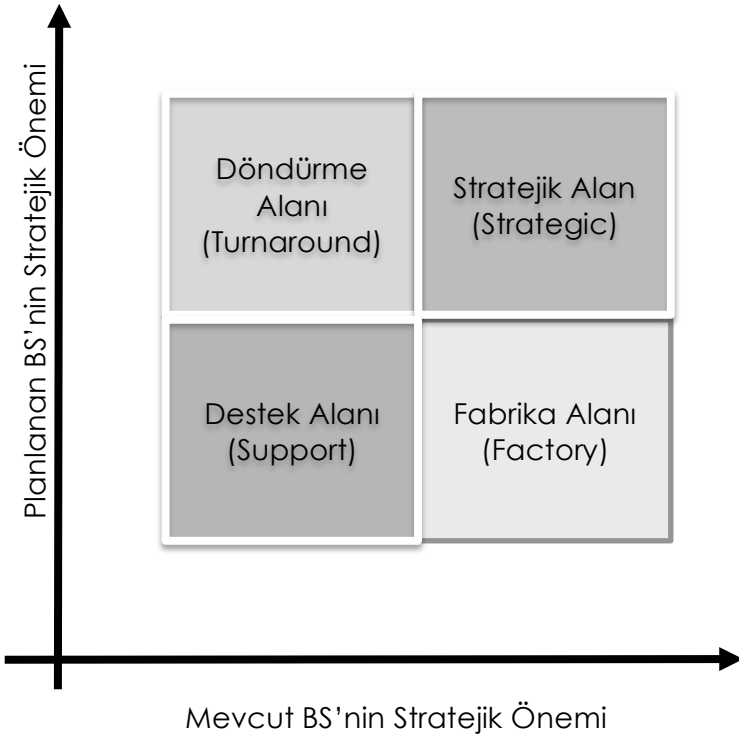 Planlanan BS’nin Stratejik Önemi
Döndürme
Alanı
(Turnaround)
Stratejik Alan
(Strategic)
Destek Alanı
(Support)
Fabrika Alanı
(Factory)
Mevcut BS’nin Stratejik Önemi